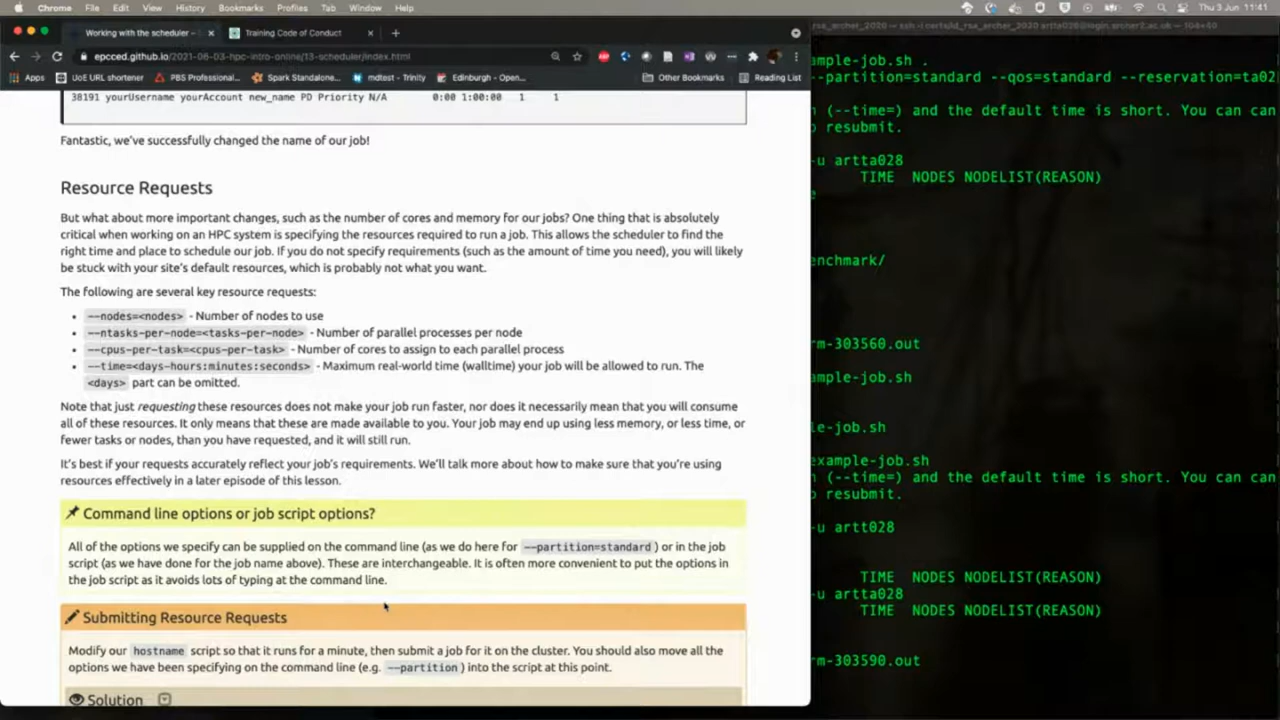 Chrome File Edit View History Bookmarks Profiles Tab Window Help Thu 3 Jun 11:41
Working with the scheduler – Training Code of Conduct
epcced.github.io/2021-06-03-hpc-intro-online/13-scheduler/index.html
Apps UoE URL shortener PBS Professional... Spark Standalone... mdtest - Trinity Edinburgh - Open... Other Bookmarks Reading List
38191 yourUsername yourAccount new_name PD Priority N/A 0:00 1:00:00 1 1
Fantastic, we've successfully changed the name of our job!
Resource Requests
But what about more important changes, such as the number of cores and memory for our jobs? One thing that is absolutely
critical when working on an HPC system is specifying the resources required to run a job. This allows the scheduler to find the
right time and place to schedule our job. If you do not specify requirements (such as the amount of time you need), you will likely
be stuck with your site's default resources, which is probably not what you want.
The following are several key resource requests:
• --nodes=<nodes> - Number of nodes to use
• --ntasks-per-node=<tasks-per-node> - Number of parallel processes per node
• --cpus-per-task=<cpus-per-task> - Number of cores to assign to each parallel process
• --time=<days-hours:minutes:seconds> - Maximum real-world time (walltime) your job will be allowed to run. The
<days> part can be omitted.
Note that just requesting these resources does not make your job run faster, nor does it necessarily mean that you will consume
all of these resources. It only means that these are made available to you. Your job may end up using less memory, or less time, or
fewer tasks or nodes, than you have requested, and it will still run.
It's best if your requests accurately reflect your job's requirements. We'll talk more about how to make sure that you're using
resources effectively in a later episode of this lesson.
Command line options or job script options?
All of the options we specify can be supplied on the command line (as we do here for --partition=standard ) or in the job
script (as we have done for the job name above). These are interchangeable. It is often more convenient to put the options in
the job script as it avoids lots of typing at the command line.
Submitting Resource Requests
Modify our hostname script so that it runs for a minute, then submit a job for it on the cluster. You should also move all the
options we have been specifying on the command line (e.g. --partition ) into the script at this point.
Solution
ample-job.sh .
--partition=standard --qos=standard --reservation=ta02
n (--time=) and the default time is short. You can can
o resubmit.
-u artta028
TIME NODES NODELIST(REASON)
e
enchmark/
rm-303560.out
ample-job.sh
le-job.sh
example-job.sh
n (--time=) and the default time is short. You can can
o resubmit.
-u artt028
TIME NODES NODELIST(REASON)
-u artta028
TIME NODES NODELIST(REASON)
rm-303590.out